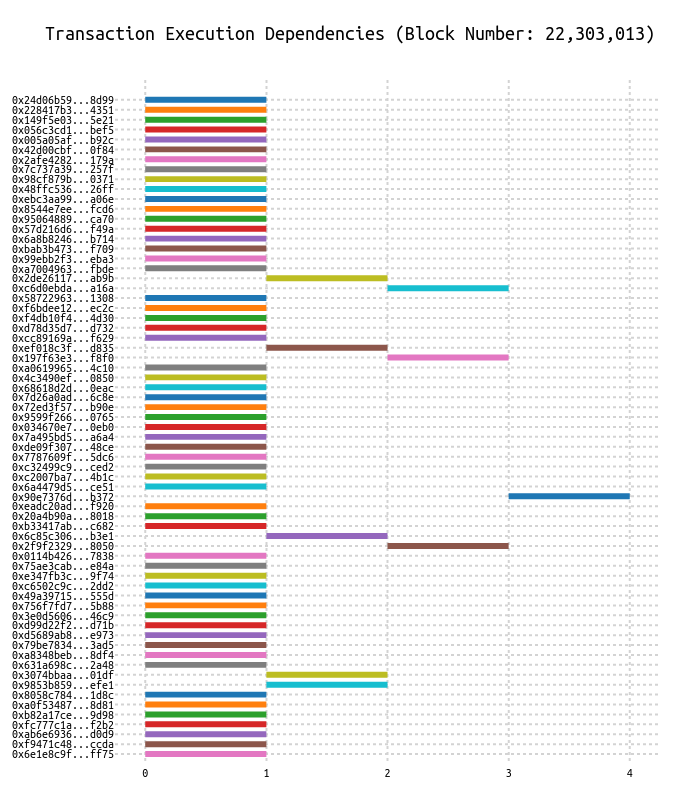 Transaction Execution Dependencies (Block Number: 22,303,013)
0x24d06b59...8d99
0x228417b3...4351
0x149f5e03...5e21
0x056c3cd1...bef5
0x005a05af...b92c
0x42d00cbf...0f84
0x2afe4282...179a
0x7c737a39...257f
0x98cf879b...0371
0x48ffc536...26ff
0xebc3aa99...a06e
0x8544e7ee...fcd6
0x95064889...ca70
0x57d216d6...f49a
0x6a8b8246...b714
0xbab3b473...f709
0x99ebb2f3...eba3
0xa7004963...fbde
0x2de26117...ab9b
0xc6d0ebda...a16a
0x58722963...1308
0xf6bdee12...ec2c
0xf4db10f4...4d30
0xd78d35d7...d732
0xcc89169a...f629
0xef018c3f...d835
0x197f63e3...f8f0
0xa0619965...4c10
0x4c3490ef...0850
0x68618d2d...0eac
0x7d26a0ad...6c8e
0x72ed3f57...b90e
0x9599f266...0765
0x034670e7...0eb0
0x7a495bd5...a6a4
0xde09f307...48ce
0x7787609f...5dc6
0xc32499c9...ced2
0xc2007ba7...4b1c
0x6a4479d5...ce51
0x90e7376d...b372
0xeadc20ad...f920
0x20a4b90a...8018
0xb33417ab...c682
0x6c85c306...b3e1
0x2f9f2329...8050
0x0114b426...7838
0x75ae3cab...e84a
0xe347fb3c...9f74
0xc6502c9c...2dd2
0x49a39715...555d
0x756f7fd7...5b88
0x3e0d5606...46c9
0xd99d22f2...d71b
0xd5689ab8...e973
0x79be7834...3ad5
0xa8348beb...8df4
0x631a698c...2a48
0x3074bbaa...01df
0x9853b859...efe1
0x8058c784...1d8c
0xa0f53487...8d81
0xb82a17ce...9d98
0xfc777c1a...f2b2
0xab6e6936...d0d9
0xf9471c48...ccda
0x6e1e8c9f...ff75
0 1 2 3 4